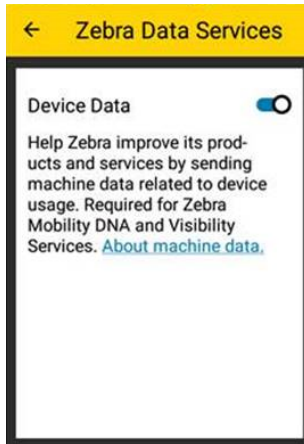 Zebra Data Services
Device Data
Help Zebra improve its prod-
ucts and services by sending
machine data related to device
usage. Required for Zebra
Mobility DNA and Visibility
Services. About machine data.